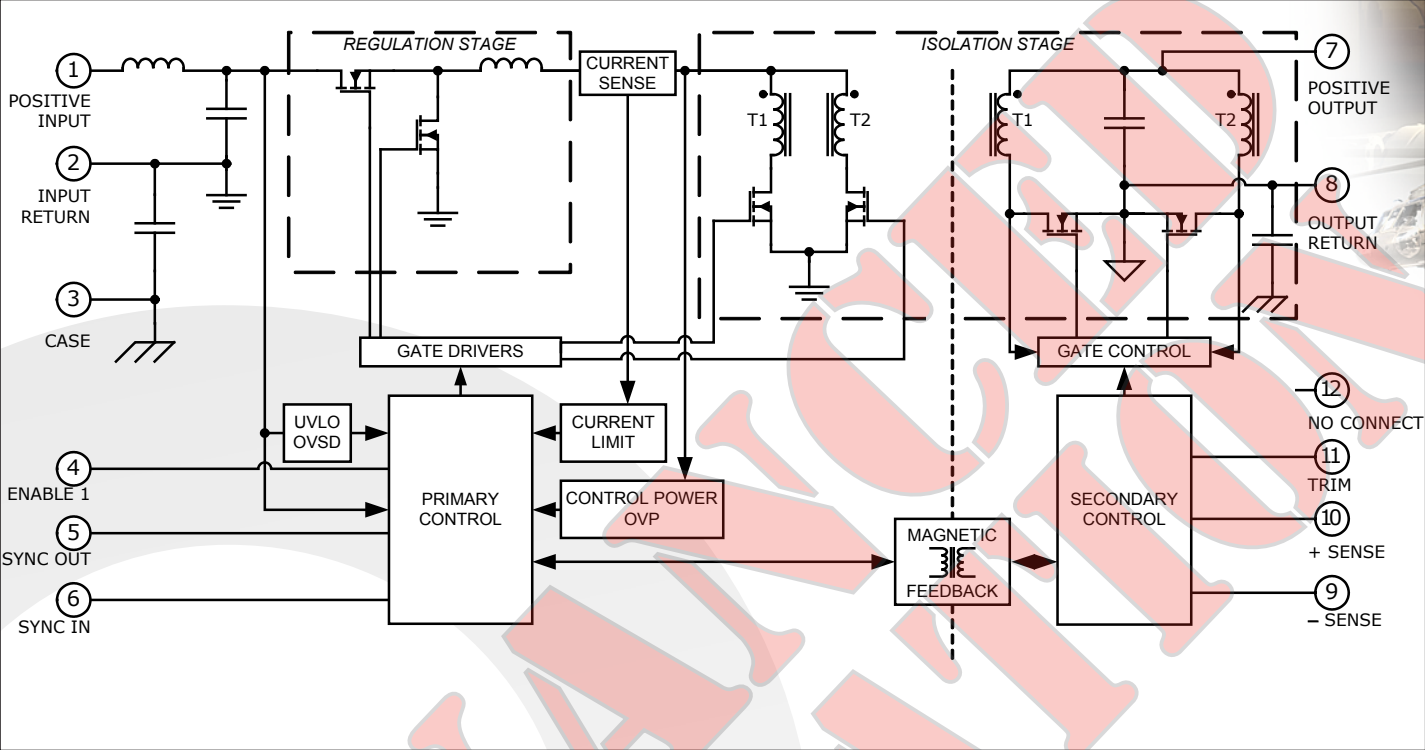 REGULATION STAGE
ISOLATION STAGE
1
POSITIVE
INPUT
2
INPUT
RETURN
3
CASE
CURRENT
SENSE
T1
T2
T1
T2
7
POSITIVE
OUTPUT
8
OUTPUT
RETURN
GATE DRIVERS
GATE CONTROL
UVLO
OVSD
CURRENT
LIMIT
4
ENABLE 1
5
SYNC OUT
6
SYNC IN
PRIMARY
CONTROL
CONTROL POWER
OVP
MAGNETIC
FEEDBACK
SECONDARY
CONTROL
12
NO CONNECT
11
TRIM
10
+ SENSE
9
– SENSE